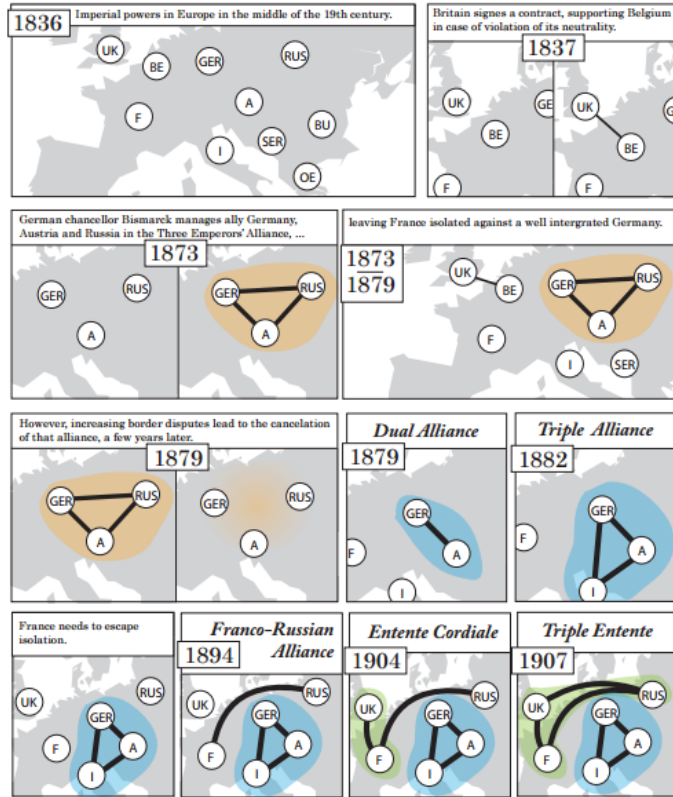 1836
Imperial powers in Europe in the middle of the 19th century.
UK
BE
GER
RUS
F
A
BU
I
SER
OE
Britain signs a contract, supporting Belgium
in case of violation of its neutrality.
1837
UK
GE
BE
F
UK
G
BE
F
German chancellor Bismarck manages ally Germany,
Austria and Russia in the Three Emperors' Alliance, ...
1873
GER
RUS
A
GER
RUS
A
leaving France isolated against a well intergrated Germany.
1873
1879
UK
BE
GER
RUS
F
A
I
SER
However, increasing border disputes lead to the cancelation
of that alliance, a few years later.
1879
GER
RUS
A
GER
RUS
A
Dual Alliance
1879
GER
F
A
I
Triple Alliance
1882
GER
F
A
I
France needs to escape
isolation.
UK
RUS
GER
F
A
I
Franco-Russian
Alliance
1894
UK
RUS
GER
F
A
I
Entente Cordiale
1904
UK
RUS
GER
F
A
I
Triple Entente
1907
UK
RUS
GER
F
A
I